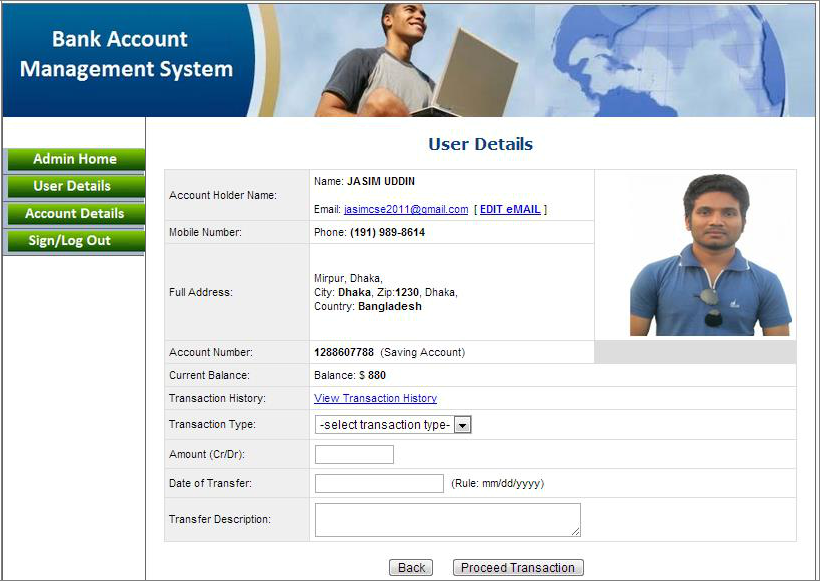 Bank Account
Management System
Admin Home
User Details
Account Details
Sign/Log Out
User Details
Account Holder Name:
Name: JASIM UDDIN
Email: jasimcse2011@gmail.com [ EDIT eMAIL ]
Mobile Number:
Phone: (191) 989-8614
Full Address:
Mirpur, Dhaka,
City: Dhaka, Zip:1230, Dhaka,
Country: Bangladesh
Account Number:
1288607788 (Saving Account)
Current Balance:
Balance: $ 880
Transaction History:
View Transaction History
Transaction Type:
-select transaction type-
Amount (Cr/Dr):
Date of Transfer:
(Rule: mm/dd/yyyy)
Transfer Description:
Back
Proceed Transaction